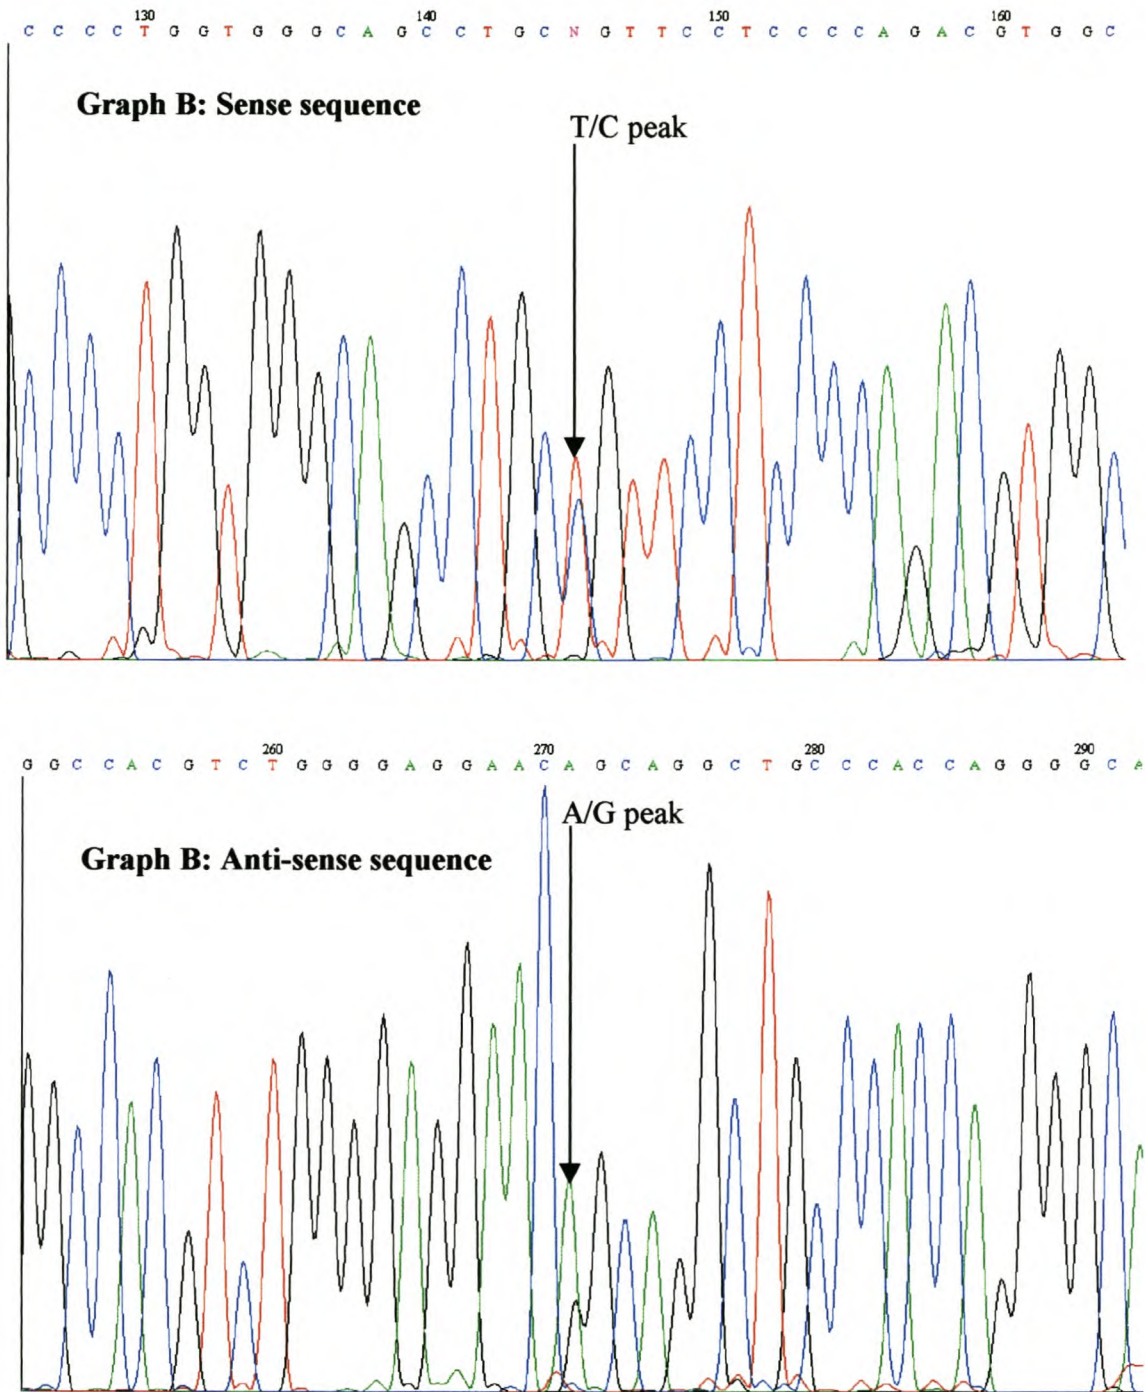 130 140 150 160
C C C C T G G T G G G C A G C C T G C N G T T C C T C C C C A G A C G T G G C
Graph B: Sense sequence
T/C peak
260 270 280 290
G G C C A C G T C T G G G G A G G A A C A G C A G G C T G C C C A C C A G G G G C A
A/G peak
Graph B: Anti-sense sequence